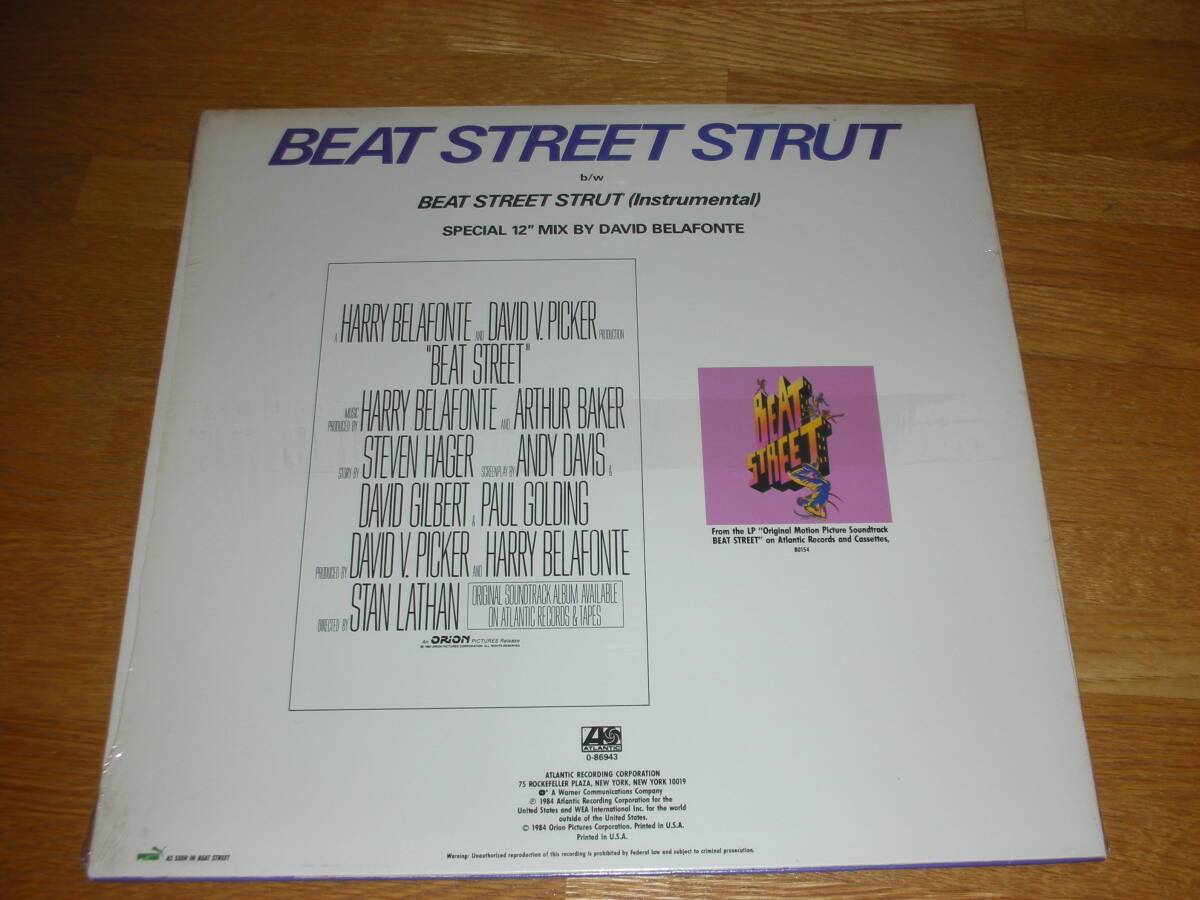 BEAT STREET STRUT
b/w
BEAT STREET STRUT (Instrumental)
SPECIAL 12" MIX BY DAVID BELAFONTE
A HARRY BELAFONTE AND DAVID V. PICKER PRODUCTION
"BEAT STREET"
MUSIC PRODUCED BY HARRY BELAFONTE AND ARTHUR BAKER
STORY BY STEVEN HAGER SCREENPLAY BY ANDY DAVIS &
DAVID GILBERT & PAUL GOLDING
PRODUCED BY DAVID V. PICKER AND HARRY BELAFONTE
DIRECTED BY STAN LATHAN
ORIGINAL SOUNDTRACK ALBUM AVAILABLE
ON ATLANTIC RECORDS & TAPES
An ORION PICTURES Release
BEAT
STREET
From the LP "Original Motion Picture Soundtrack
BEAT STREET" on Atlantic Records and Cassettes,
80154
ATLANTIC
0-86943
ATLANTIC RECORDING CORPORATION
75 ROCKEFELLER PLAZA, NEW YORK, NEW YORK 10019
A Warner Communications Company
℗ 1984 Atlantic Recording Corporation for the
United States and WEA International Inc. for the world
outside of the United States.
© 1984 Orion Pictures Corporation. Printed in U.S.A.
Printed in U.S.A.
Warning: Unauthorized reproduction of this recording is prohibited by Federal law and subject to criminal prosecution.
PUMA AS SEEN IN BEAT STREET